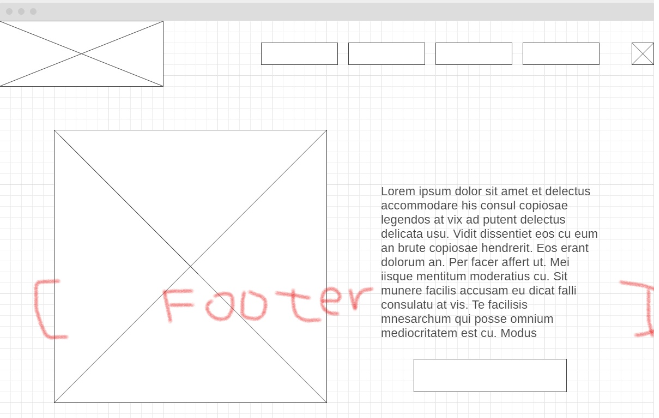 Lorem ipsum dolor sit amet et delectus
accommodare his consul copiosae
legendos at vix ad putent delectus
delicata usu. Vidit dissentiet eos cu eum
an brute copiosae hendrerit. Eos erant
dolorum an. Per facer affert ut. Mei
iisque mentitum moderatius cu. Sit
munere facilis accusam eu dicat falli
consulatu at vis. Te facilisis
mnesarchum qui posse omnium
mediocritatem est cu. Modus
[ Footer ]